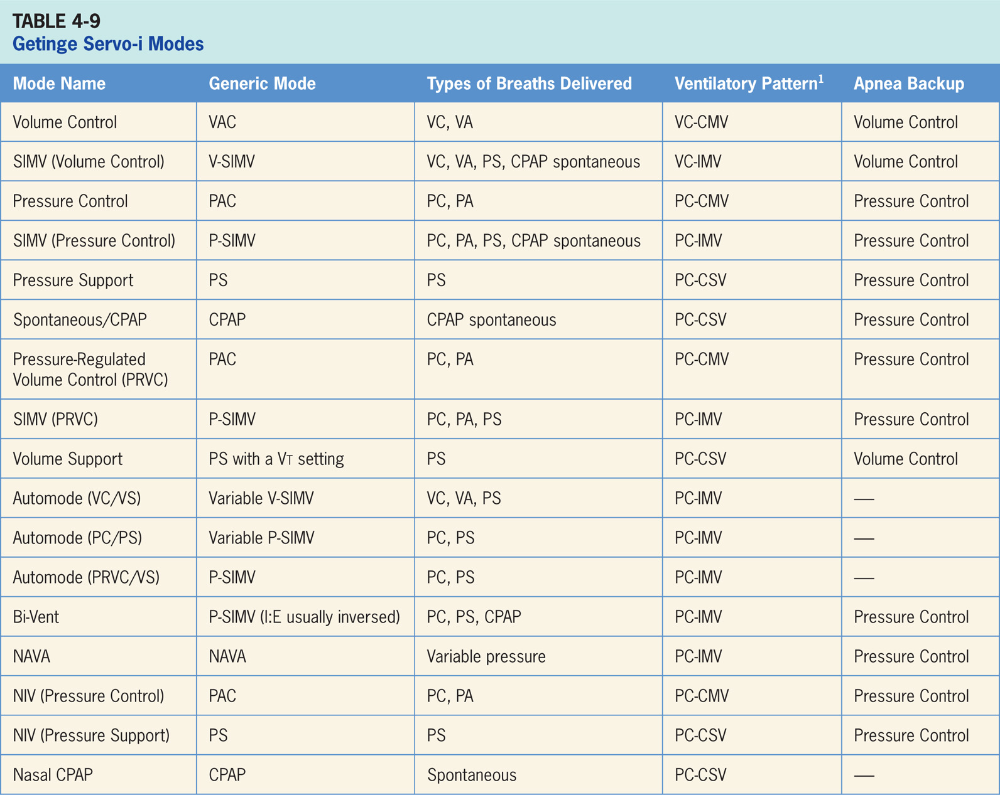 TABLE 4-9
Getinge Servo-i Modes
Mode Name Generic Mode Types of Breaths Delivered Ventilatory Pattern¹ Apnea Backup
Volume Control VAC VC, VA VC-CMV Volume Control
SIMV (Volume Control) V-SIMV VC, VA, PS, CPAP spontaneous VC-IMV Volume Control
Pressure Control PAC PC, PA PC-CMV Pressure Control
SIMV (Pressure Control) P-SIMV PC, PA, PS, CPAP spontaneous PC-IMV Pressure Control
Pressure Support PS PS PC-CSV Pressure Control
Spontaneous/CPAP CPAP CPAP spontaneous PC-CSV Pressure Control
Pressure-Regulated PAC PC, PA PC-CMV Pressure Control
Volume Control (PRVC)
SIMV (PRVC) P-SIMV PC, PA, PS PC-IMV Pressure Control
Volume Support PS with a VT setting PS PC-CSV Volume Control
Automode (VC/VS) Variable V-SIMV VC, VA, PS PC-IMV —
Automode (PC/PS) Variable P-SIMV PC, PS PC-IMV —
Automode (PRVC/VS) P-SIMV PC, PS PC-IMV —
Bi-Vent P-SIMV (I:E usually inversed) PC, PS, CPAP PC-IMV Pressure Control
NAVA NAVA Variable pressure PC-IMV Pressure Control
NIV (Pressure Control) PAC PC, PA PC-CMV Pressure Control
NIV (Pressure Support) PS PS PC-CSV Pressure Control
Nasal CPAP CPAP Spontaneous PC-CSV —